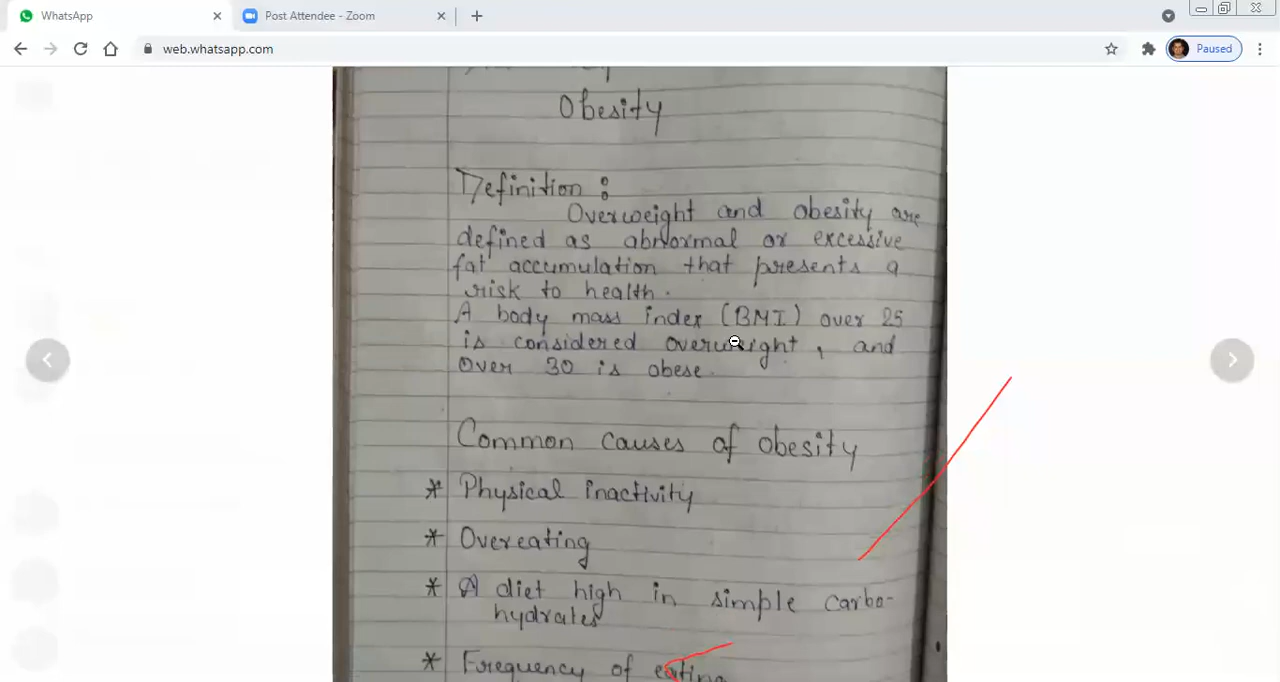 WhatsApp
Post Attendee - Zoom
web.whatsapp.com
Paused
Obesity
Definition :
Overweight and obesity are
defined as abnormal or excessive
fat accumulation that presents a
risk to health.
A body mass index (BMI) over 25
is considered overweight, and
over 30 is obese.
Common causes of obesity
* Physical inactivity
* Overeating
* A diet high in simple carbo-
hydrates
* Frequency of eating